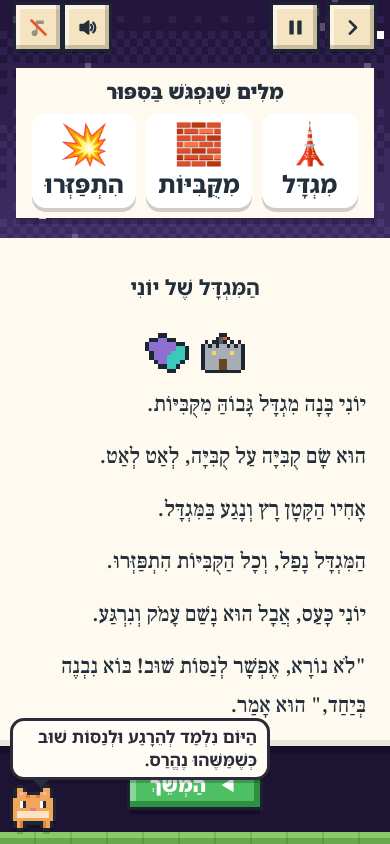 מִלִּים שֶׁנִּפְגֹּשׁ בַּסִּפּוּר
מִגְדָּל
מִקֻּבִּיּוֹת
הִתְפַּזְּרוּ
הַמִּגְדָּל שֶׁל יוֹנִי
יוֹנִי בָּנָה מִגְדָּל גָּבוֹהַּ מִקֻּבִּיּוֹת.
הוּא שָׂם קֻבִּיָּה עַל קֻבִּיָּה, לְאַט לְאַט.
אָחִיו הַקָּטָן רָץ וְנָגַע בַּמִּגְדָּל.
הַמִּגְדָּל נָפַל, וְכָל הַקֻּבִּיּוֹת הִתְפַּזְּרוּ.
יוֹנִי כָּעַס, אֲבָל הוּא נָשַׁם עָמֹק וְנִרְגַּע.
"לֹא נוֹרָא, אֶפְשָׁר לְנַסּוֹת שׁוּב! בּוֹא נִבְנֶה
בְּיַחַד," הוּא אָמַר.
הַיּוֹם נִלְמַד לְהֵרָגַע וּלְנַסּוֹת שׁוּב
כְּשֶׁמַּשֶּׁהוּ נֶהֱרַס.
הַמְשֵׁךְ